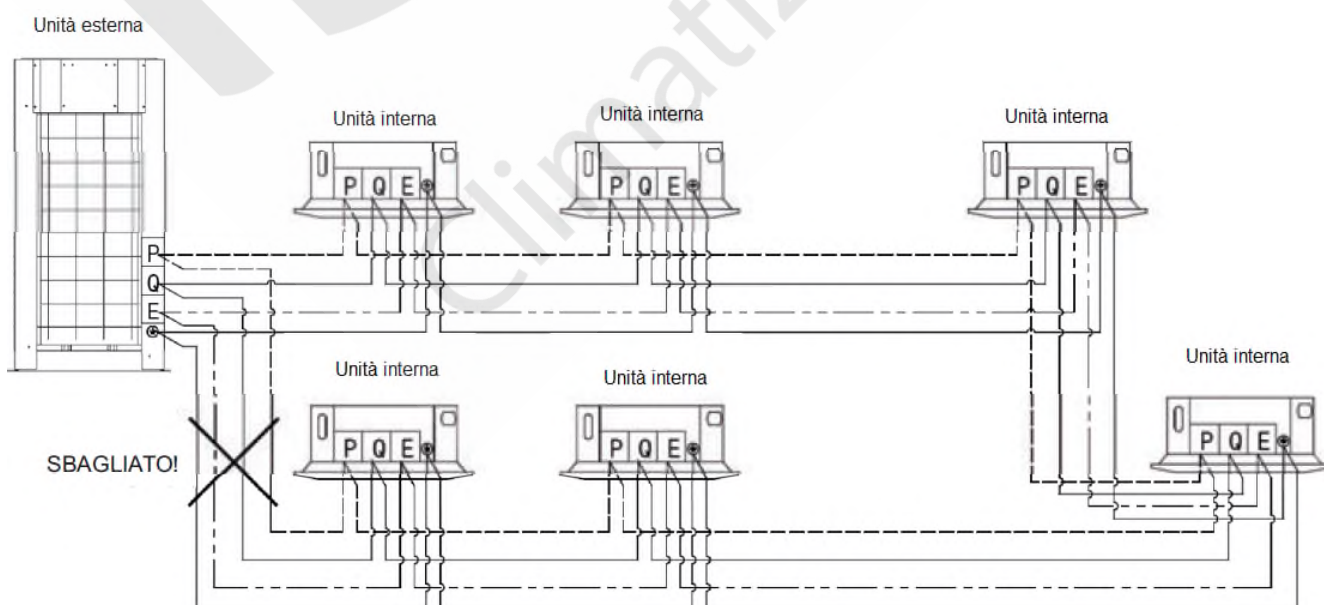 Unità esterna
Unità interna
Unità interna
Unità interna
P Q E
P Q E
P Q E
P
Q
E
Unità interna
Unità interna
Unità interna
P Q E
P Q E
P Q E
SBAGLIATO!